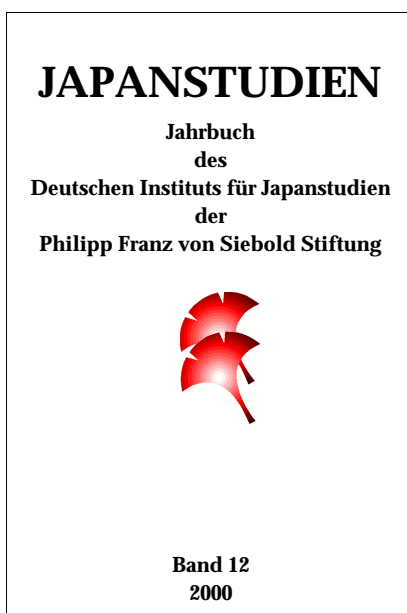 JAPANSTUDIEN
Jahrbuch
des
Deutschen Instituts für Japanstudien
der
Philipp Franz von Siebold Stiftung
Band 12
2000